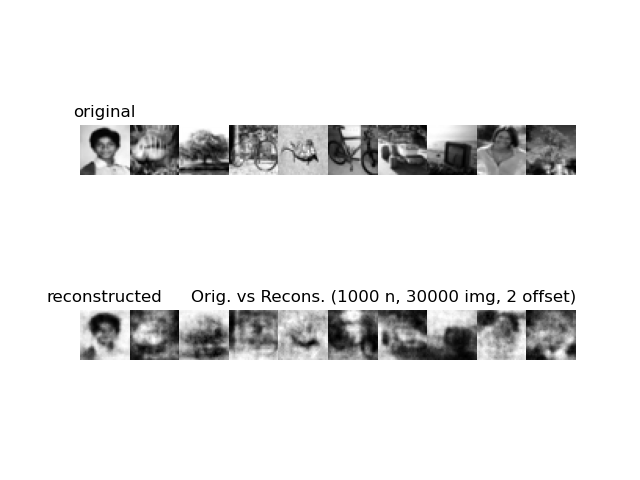 original
reconstructed
Orig. vs Recons. (1000 n, 30000 img, 2 offset)